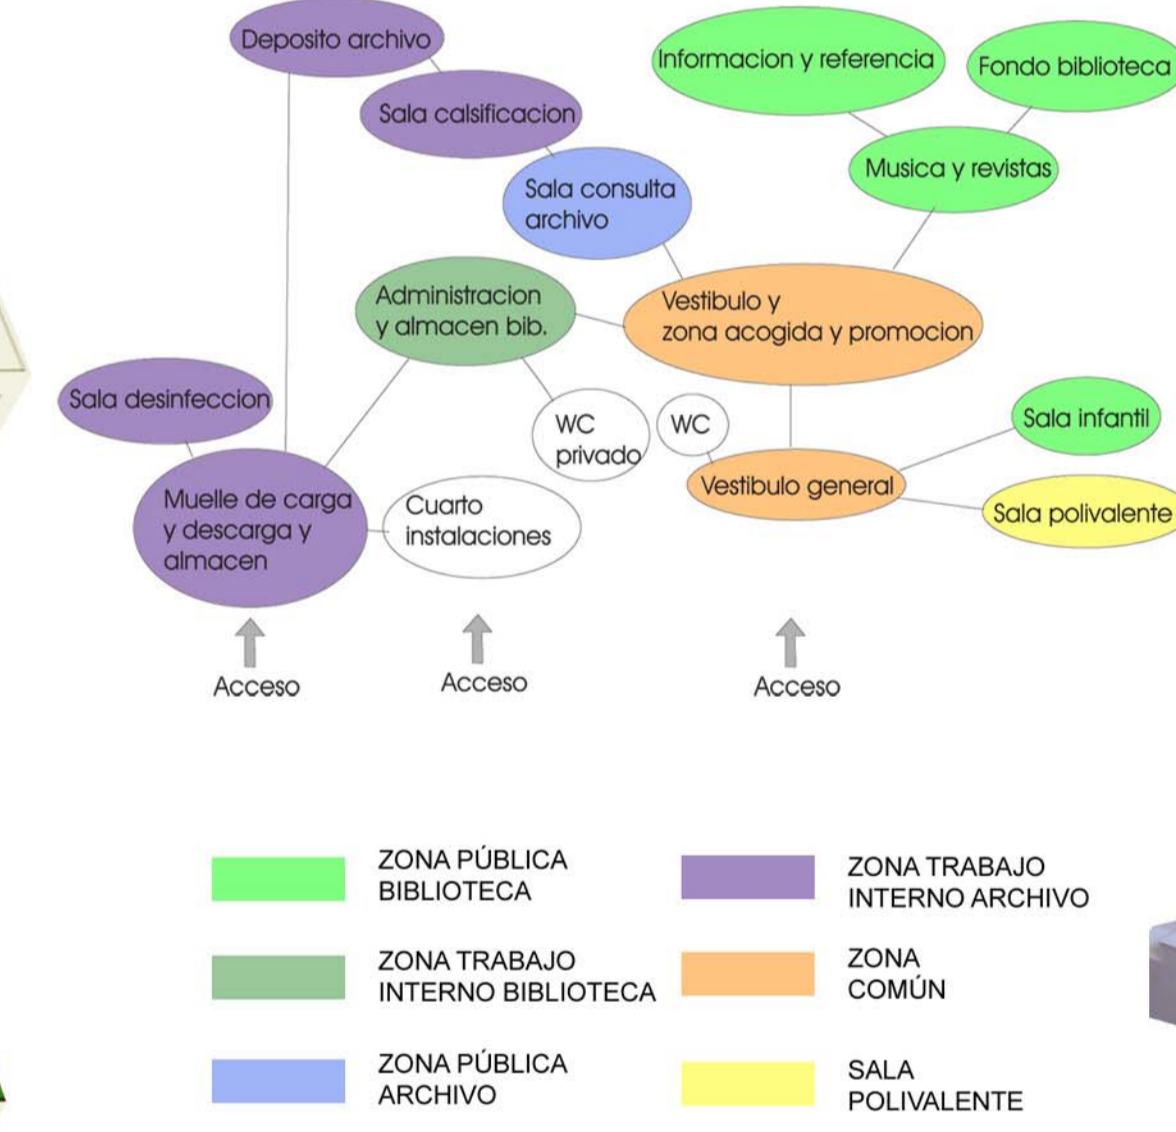 Deposito archivo
Informacion y referencia
Fondo biblioteca
Sala calsificacion
Musica y revistas
Sala consulta
archivo
Administracion
y almacen bib.
Vestibulo y
zona acogida y promocion
Sala desinfeccion
WC
privado
WC
Sala infantil
Vestibulo general
Sala polivalente
Muelle de carga
y descarga y
almacen
Cuarto
instalaciones
Acceso
Acceso
Acceso
ZONA PÚBLICA
BIBLIOTECA
ZONA TRABAJO
INTERNO ARCHIVO
ZONA TRABAJO
INTERNO BIBLIOTECA
ZONA
COMÚN
ZONA PÚBLICA
ARCHIVO
SALA
POLIVALENTE